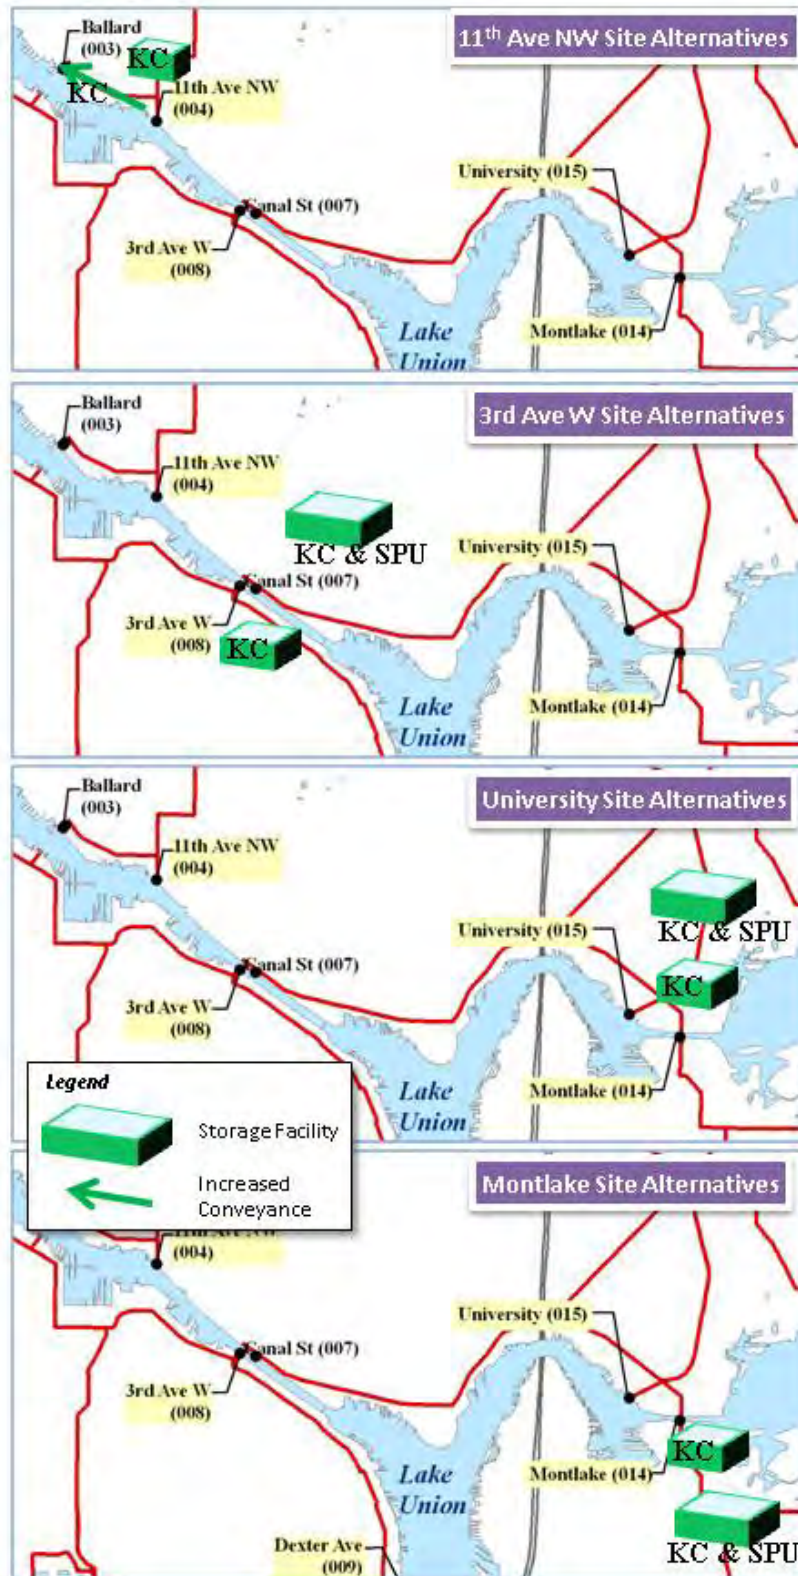 11th Ave NW Site Alternatives
Ballard
(003)
KC
KC
11th Ave NW
(004)
University (015)
Canal St (007)
3rd Ave W
(008)
Montlake (014)
Lake
Union
3rd Ave W Site Alternatives
Ballard
(003)
11th Ave NW
(004)
KC & SPU
University (015)
Canal St (007)
3rd Ave W
(008)
KC
Montlake (014)
Lake
Union
University Site Alternatives
Ballard
(003)
11th Ave NW
(004)
KC & SPU
University (015)
Canal St (007)
KC
3rd Ave W
(008)
Montlake (014)
Lake
Union
Legend
Storage Facility
Increased
Conveyance
Montlake Site Alternatives
11th Ave NW
(004)
University (015)
Canal St (007)
3rd Ave W
(008)
KC
Montlake (014)
Lake
Union
KC & SPU
Dexter Ave
(009)